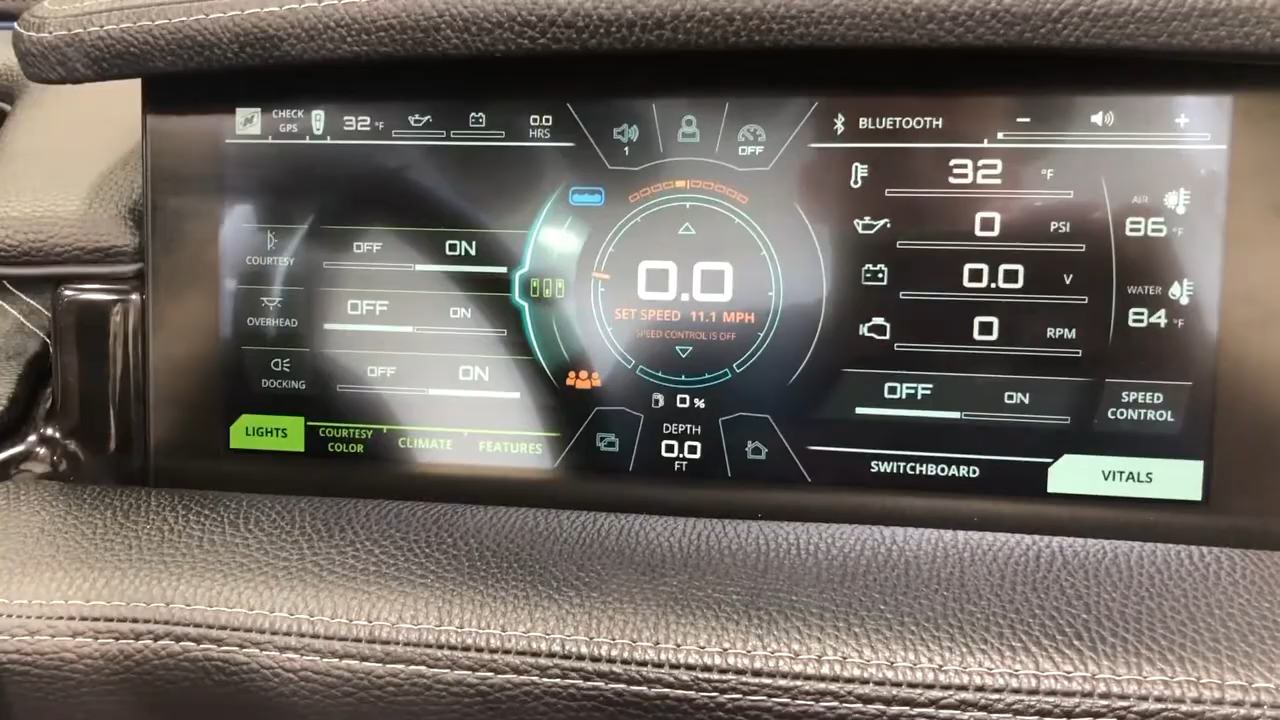 CHECK
GPS
32 °F
0.0
HRS
1
OFF
BLUETOOTH
− +
COURTESY
OFF ON
OVERHEAD
OFF ON
DOCKING
OFF ON
LIGHTS
COURTESY
COLOR
CLIMATE
FEATURES
0.0
SET SPEED 11.1 MPH
SPEED CONTROL IS OFF
0 %
DEPTH
0.0
FT
32 °F
0 PSI
0.0 V
0 RPM
AIR
86 °F
WATER
84 °F
OFF ON
SPEED
CONTROL
SWITCHBOARD
VITALS